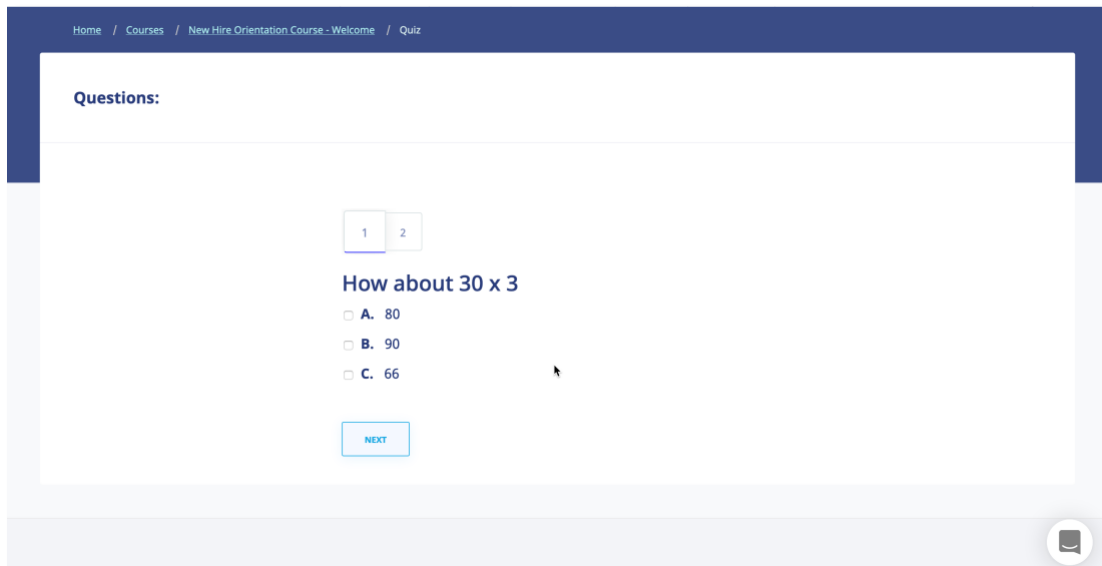 Home / Courses / New Hire Orientation Course - Welcome / Quiz
Questions:
1 2
How about 30 x 3
A. 80
B. 90
C. 66
NEXT